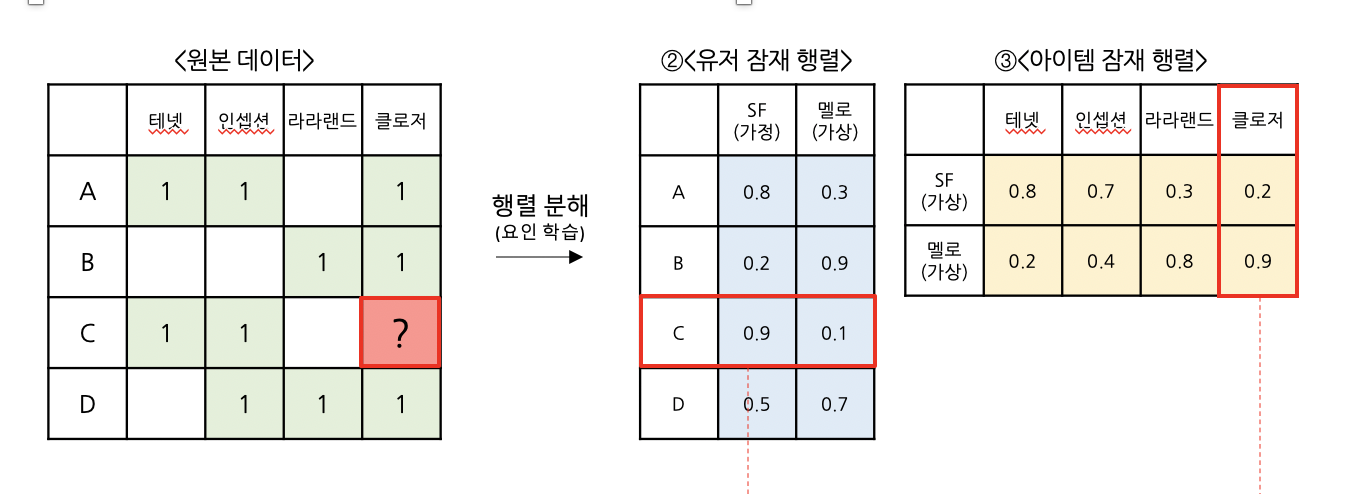 <원본 데이터>
테넷 인셉션 라라랜드 클로저
A 1 1 1
B 1 1
C 1 1 ?
D 1 1 1
행렬 분해
(요인 학습)
②<유저 잠재 행렬>
SF
(가정)
멜로
(가상)
A 0.8 0.3
B 0.2 0.9
C 0.9 0.1
D 0.5 0.7
③<아이템 잠재 행렬>
테넷 인셉션 라라랜드 클로저
SF
(가상)
0.8 0.7 0.3 0.2
멜로
(가상)
0.2 0.4 0.8 0.9